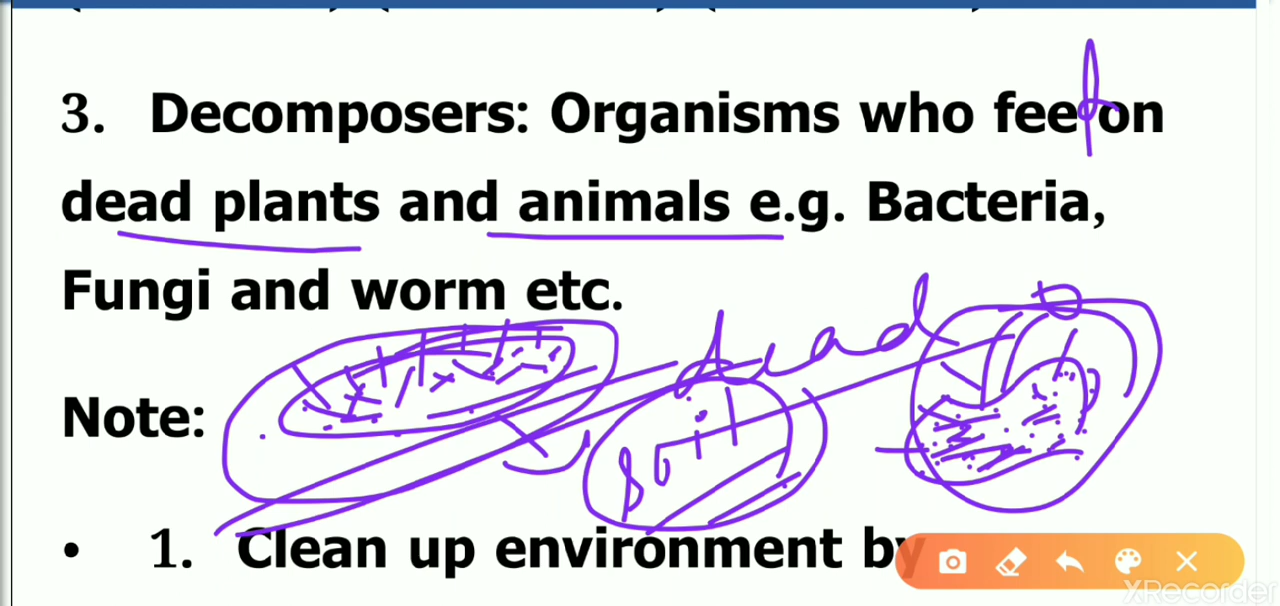 3. Decomposers: Organisms who feed on
dead plants and animals e.g. Bacteria,
Fungi and worm etc.
dead
Note:
soil
• 1. Clean up environment by
XRecorder